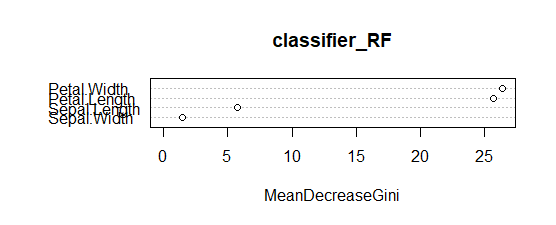 classifier_RF
Petal.Width
Petal.Length
Sepal.Length
Sepal.Width
0 5 10 15 20 25
MeanDecreaseGini